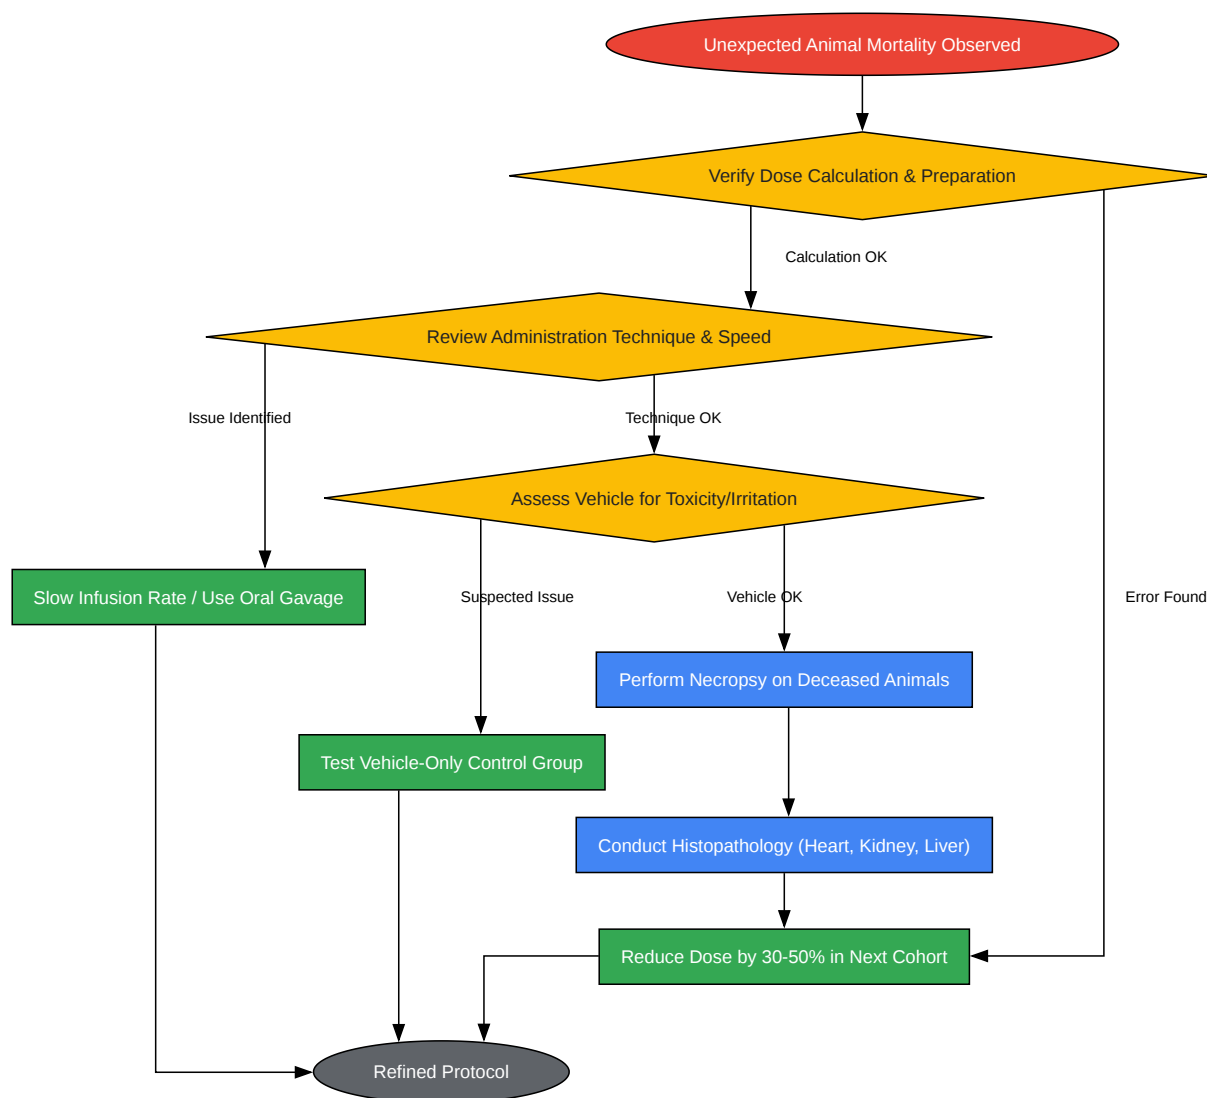 Unexpected Animal Mortality Observed
Verify Dose Calculation & Preparation
Calculation OK
Review Administration Technique & Speed
Issue Identified
Technique OK
Assess Vehicle for Toxicity/Irritation
Slow Infusion Rate / Use Oral Gavage
Suspected Issue
Vehicle OK
Error Found
Perform Necropsy on Deceased Animals
Test Vehicle-Only Control Group
Conduct Histopathology (Heart, Kidney, Liver)
Reduce Dose by 30-50% in Next Cohort
Refined Protocol